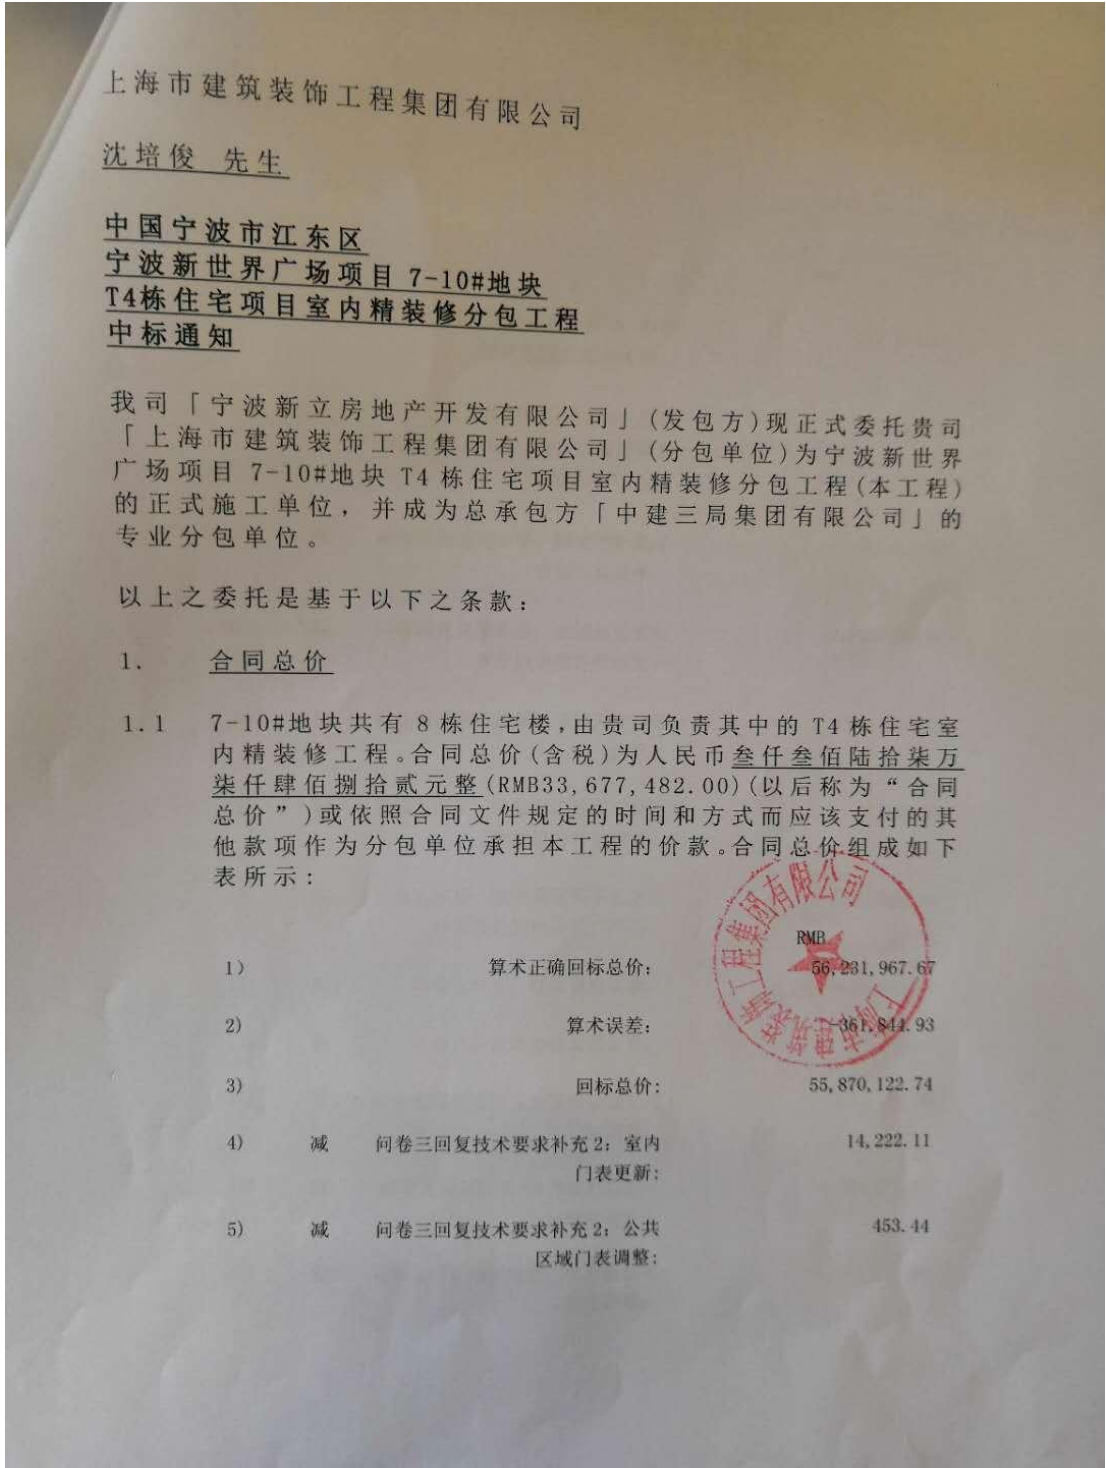 上海市建筑装饰工程集团有限公司
沈培俊 先生
中国宁波市江东区
宁波新世界广场项目 7-10#地块
T4栋住宅项目室内精装修分包工程
中标通知
我司「宁波新立房地产开发有限公司」(发包方)现正式委托贵司
「上海市建筑装饰工程集团有限公司」(分包单位)为宁波新世界
广场项目 7-10#地块 T4 栋住宅项目室内精装修分包工程(本工程)
的正式施工单位，并成为总承包方「中建三局集团有限公司」的
专业分包单位。
以上之委托是基于以下之条款：
1. 合同总价
1.1 7-10#地块共有 8 栋住宅楼,由贵司负责其中的 T4 栋住宅室
内精装修工程。合同总价(含税)为人民币叁仟叁佰陆拾柒万
柒仟肆佰捌拾贰元整(RMB33,677,482.00)(以后称为“合同
总价”)或依照合同文件规定的时间和方式而应该支付的其
他款项作为分包单位承担本工程的价款。合同总价组成如下
表所示：
上海市建筑装饰工程集团有限公司
RMB
1) 算术正确回标总价: 56,231,967.67
2) 算术误差: -361,844.93
3) 回标总价: 55,870,122.74
4) 减 问卷三回复技术要求补充 2：室内 14,222.11
门表更新:
5) 减 问卷三回复技术要求补充 2：公共 453.44
区域门表调整: